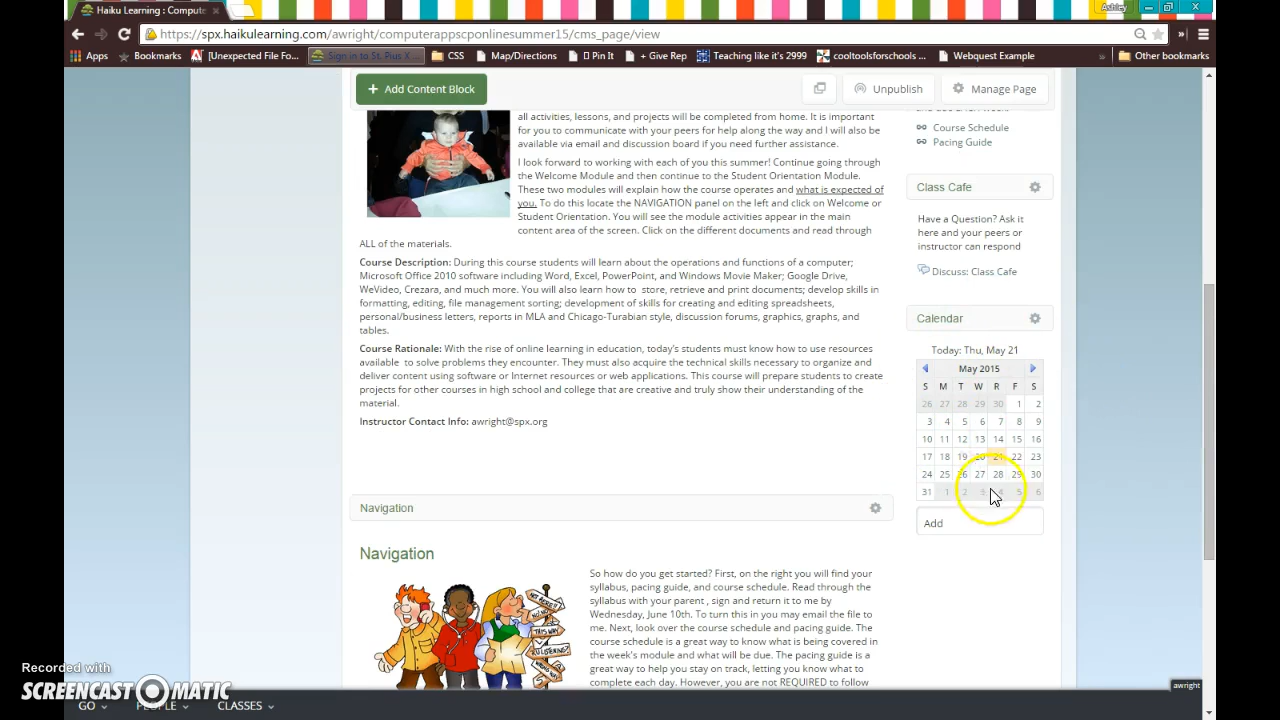 Haiku Learning : Compute
Ashley
https://spx.haikulearning.com/awright/computerappscponlinesummer15/cms_page/view
Apps
Bookmarks
[Unexpected File Fo
Sign in to St. Pius X
CSS
Map/Directions
Pin It
+ Give Rep
Teaching like it's 2999
cooltoolsforschools ...
Webquest Example
»
Other bookmarks
+ Add Content Block
Unpublish
Manage Page
all activities, lessons, and projects will be completed from home. It is important
for you to communicate with your peers for help along the way and I will also be
available via email and discussion board if you need further assistance.
I look forward to working with each of you this summer! Continue going through
the Welcome Module and then continue to the Student Orientation Module.
These two modules will explain how the course operates and what is expected of
you. To do this locate the NAVIGATION panel on the left and click on Welcome or
Student Orientation. You will see the module activities appear in the main
content area of the screen. Click on the different documents and read through
ALL of the materials.
Course Description: During this course students will learn about the operations and functions of a computer;
Microsoft Office 2010 software including Word, Excel, PowerPoint, and Windows Movie Maker; Google Drive,
WeVideo, Crezara, and much more. You will also learn how to store, retrieve and print documents; develop skills in
formatting, editing, file management sorting; development of skills for creating and editing spreadsheets,
personal/business letters, reports in MLA and Chicago-Turabian style, discussion forums, graphics, graphs, and
tables.
Course Rationale: With the rise of online learning in education, today's students must know how to use resources
available to solve problems they encounter. They must also acquire the technical skills necessary to organize and
deliver content using software or Internet resources or web applications. This course will prepare students to create
projects for other courses in high school and college that are creative and truly show their understanding of the
material.
Instructor Contact Info: awright@spx.org
Navigation
Navigation
So how do you get started? First, on the right you will find your
syllabus, pacing guide, and course schedule. Read through the
syllabus with your parent , sign and return it to me by
Wednesday, June 10th. To turn this in you may email the file to
me. Next, look over the course schedule and pacing guide. The
course schedule is a great way to know what is being covered in
the week's module and what will be due. The pacing guide is a
great way to help you stay on track, letting you know what to
complete each day. However, you are not REQUIRED to follow
Course Schedule
Pacing Guide
Class Cafe
Have a Question? Ask it
here and your peers or
instructor can respond
Discuss: Class Cafe
Calendar
Today: Thu, May 21
May 2015
S M T W R F S
26 27 28 29 30 1 2
3 4 5 6 7 8 9
10 11 12 13 14 15 16
17 18 19 20 21 22 23
24 25 26 27 28 29 30
31 1 2 3 4 5 6
Add
THIS WAY
Recorded with
SCREENCAST O MATIC
awright
GO
PEOPLE
CLASSES